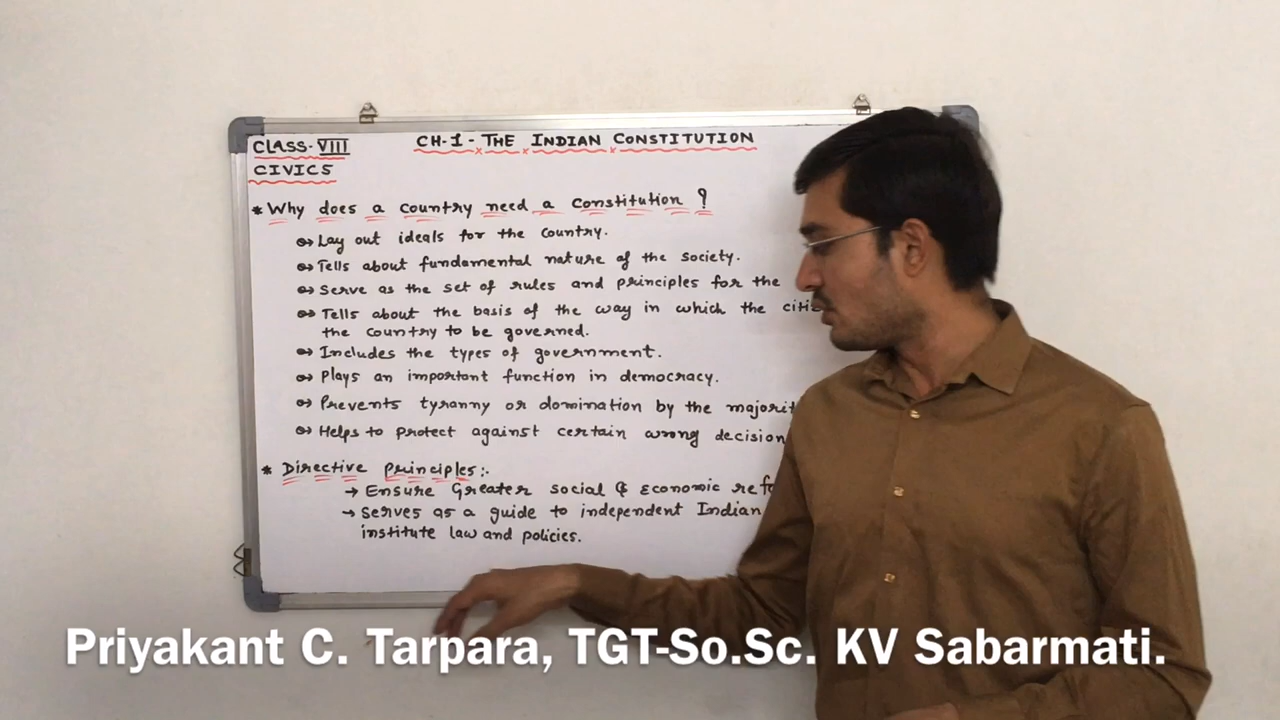 CLASS-VIII
CH-1-THE INDIAN CONSTITUTION
CIVICS
* Why does a country need a Constitution ?
Lay out ideals for the country.
Tells about fundamental nature of the society.
Serve as the set of rules and principles for the
Tells about the basis of the way in which the
the country to be governed.
Includes the types of government.
Plays an important function in democracy.
Prevents tyranny or domination by the
Helps to protect against certain wrong decision
* Directive principles:-
→ Ensure Greater social & Economic
→ Serves as a guide to independent Indian
institute law and policies.
Priyakant C. Tarpara, TGT-So.Sc. KV Sabarmati.